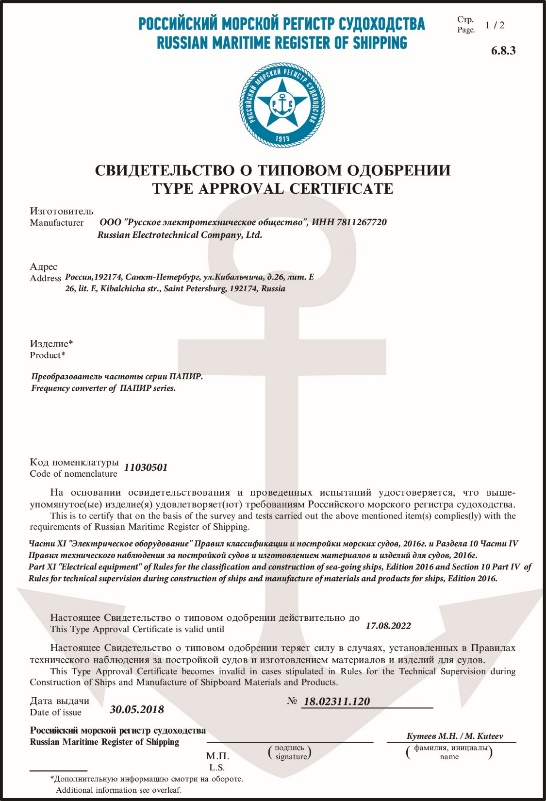 РОССИЙСКИЙ МОРСКОЙ РЕГИСТР СУДОХОДСТВА
RUSSIAN MARITIME REGISTER OF SHIPPING
Стр.
Page. 1 / 2
6.8.3
РОССИЙСКИЙ МОРСКОЙ РЕГИСТР СУДОХОДСТВА
Р С
1913
СВИДЕТЕЛЬСТВО О ТИПОВОМ ОДОБРЕНИИ
TYPE APPROVAL CERTIFICATE
Изготовитель
Manufacturer
ООО "Русское электротехническое общество", ИНН 7811267720
Russian Electrotechnical Company, Ltd.
Адрес
Address
Россия,192174, Санкт-Петербург, ул.Кибальчича, д.26, лит. Е
26, lit. E, Kibalchicha str., Saint Petersburg, 192174, Russia
Изделие*
Product*
Преобразователь частоты серии ПАПИР.
Frequency converter of ПАПИР series.
Код номенклатуры
Code of nomenclature
11030501
На основании освидетельствования и проведенных испытаний удостоверяется, что выше-
упомянутое(ые) изделие(я) удовлетворяет(ют) требованиям Российского морского регистра судоходства.
This is to certify that on the basis of the survey and tests carried out the above mentioned item(s) complies(ly) with the
requirements of Russian Maritime Register of Shipping.
Части XI "Электрическое оборудование" Правил классификации и постройки морских судов, 2016г. и Раздела 10 Части IV
Правил технического наблюдения за постройкой судов и изготовлением материалов и изделий для судов, 2016г.
Part XI "Electrical equipment" of Rules for the classification and construction of sea-going ships, Edition 2016 and Section 10 Part IV of
Rules for technical supervision during construction of ships and manufacture of materials and products for ships, Edition 2016.
Настоящее Свидетельство о типовом одобрении действительно до
This Type Approval Certificate is valid until
17.08.2022
Настоящее Свидетельство о типовом одобрении теряет силу в случаях, установленных в Правилах
технического наблюдения за постройкой судов и изготовлением материалов и изделий для судов.
This Type Approval Certificate becomes invalid in cases stipulated in Rules for the Technical Supervision during
Construction of Ships and Manufacture of Shipboard Materials and Products.
Дата выдачи
Date of issue
30.05.2018
№ 18.02311.120
Российский морской регистр судоходства
Russian Maritime Register of Shipping
Кутеев М.Н. / M. Kuteev
М.П.
L.S.
(подпись
signature)
(фамилия, инициалы
name)
*Дополнительную информацию смотри на обороте.
Additional information see overleaf.